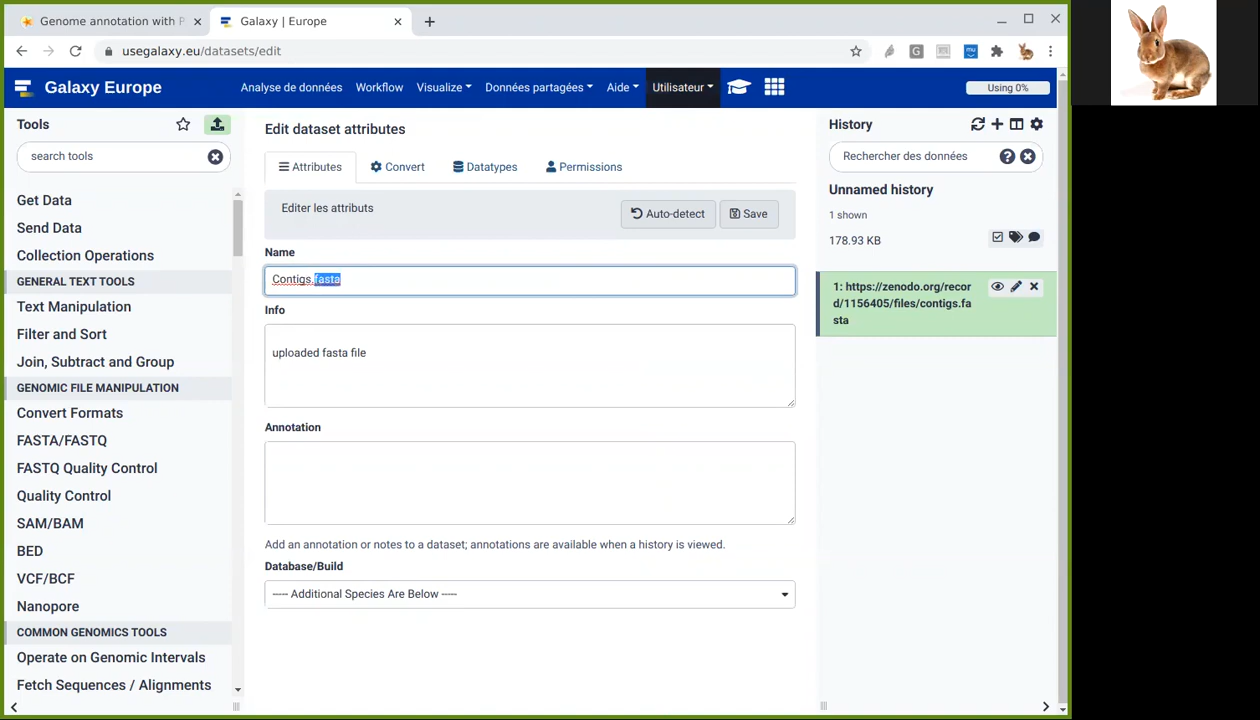 Genome annotation with P
Galaxy | Europe
usegalaxy.eu/datasets/edit
Galaxy Europe
Analyse de données
Workflow
Visualize
Données partagées
Aide
Utilisateur
Using 0%
Tools
search tools
Get Data
Send Data
Collection Operations
GENERAL TEXT TOOLS
Text Manipulation
Filter and Sort
Join, Subtract and Group
GENOMIC FILE MANIPULATION
Convert Formats
FASTA/FASTQ
FASTQ Quality Control
Quality Control
SAM/BAM
BED
VCF/BCF
Nanopore
COMMON GENOMICS TOOLS
Operate on Genomic Intervals
Fetch Sequences / Alignments
Edit dataset attributes
Attributes
Convert
Datatypes
Permissions
Editer les attributs
Auto-detect
Save
Name
Contigs.fasta
Info
uploaded fasta file
Annotation
Add an annotation or notes to a dataset; annotations are available when a history is viewed.
Database/Build
----- Additional Species Are Below -----
History
Rechercher des données
Unnamed history
1 shown
178.93 KB
1: https://zenodo.org/recor
d/1156405/files/contigs.fa
sta